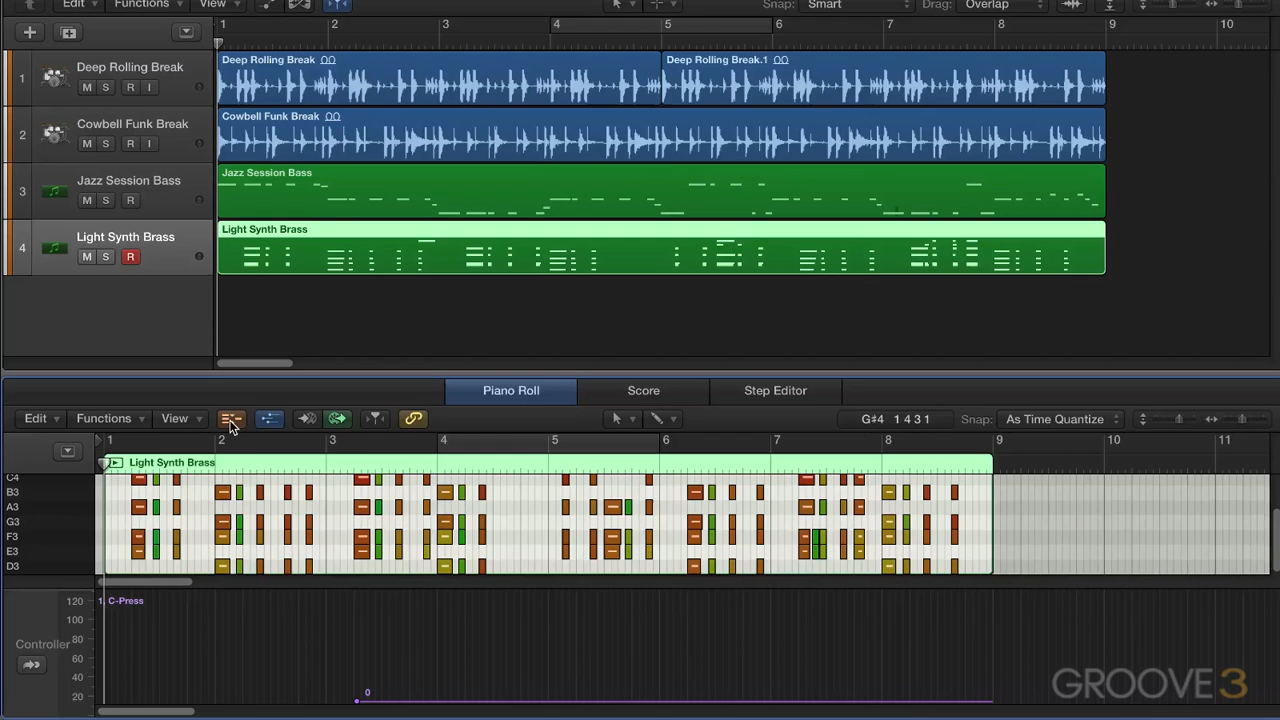 Edit Functions View Snap: Smart Drag: Overlap
1 2 3 4 5 6 7 8 9 10
1 Deep Rolling Break
M S R I
Deep Rolling Break
Deep Rolling Break.1
2 Cowbell Funk Break
M S R I
Cowbell Funk Break
3 Jazz Session Bass
M S R
Jazz Session Bass
4 Light Synth Brass
M S R
Light Synth Brass
Piano Roll Score Step Editor
Edit Functions View G#4 1 4 3 1 Snap: As Time Quantize
1 2 3 4 5 6 7 8 9 10 11
Light Synth Brass
C4
B3
A3
G3
F3
E3
D3
120 1 C-Press
100
Controller 80
60
40
20
0
GROOVE3